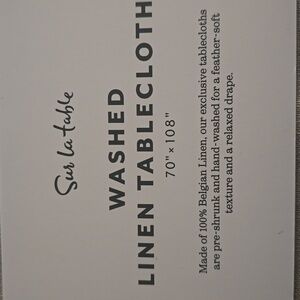 Sur la table
WASHED
LINEN TABLECLOTH
70" × 108"
Made of 100% Belgian Linen, our exclusive tablecloths
are pre-shrunk and hand-washed for a feather-soft
texture and a relaxed drape.